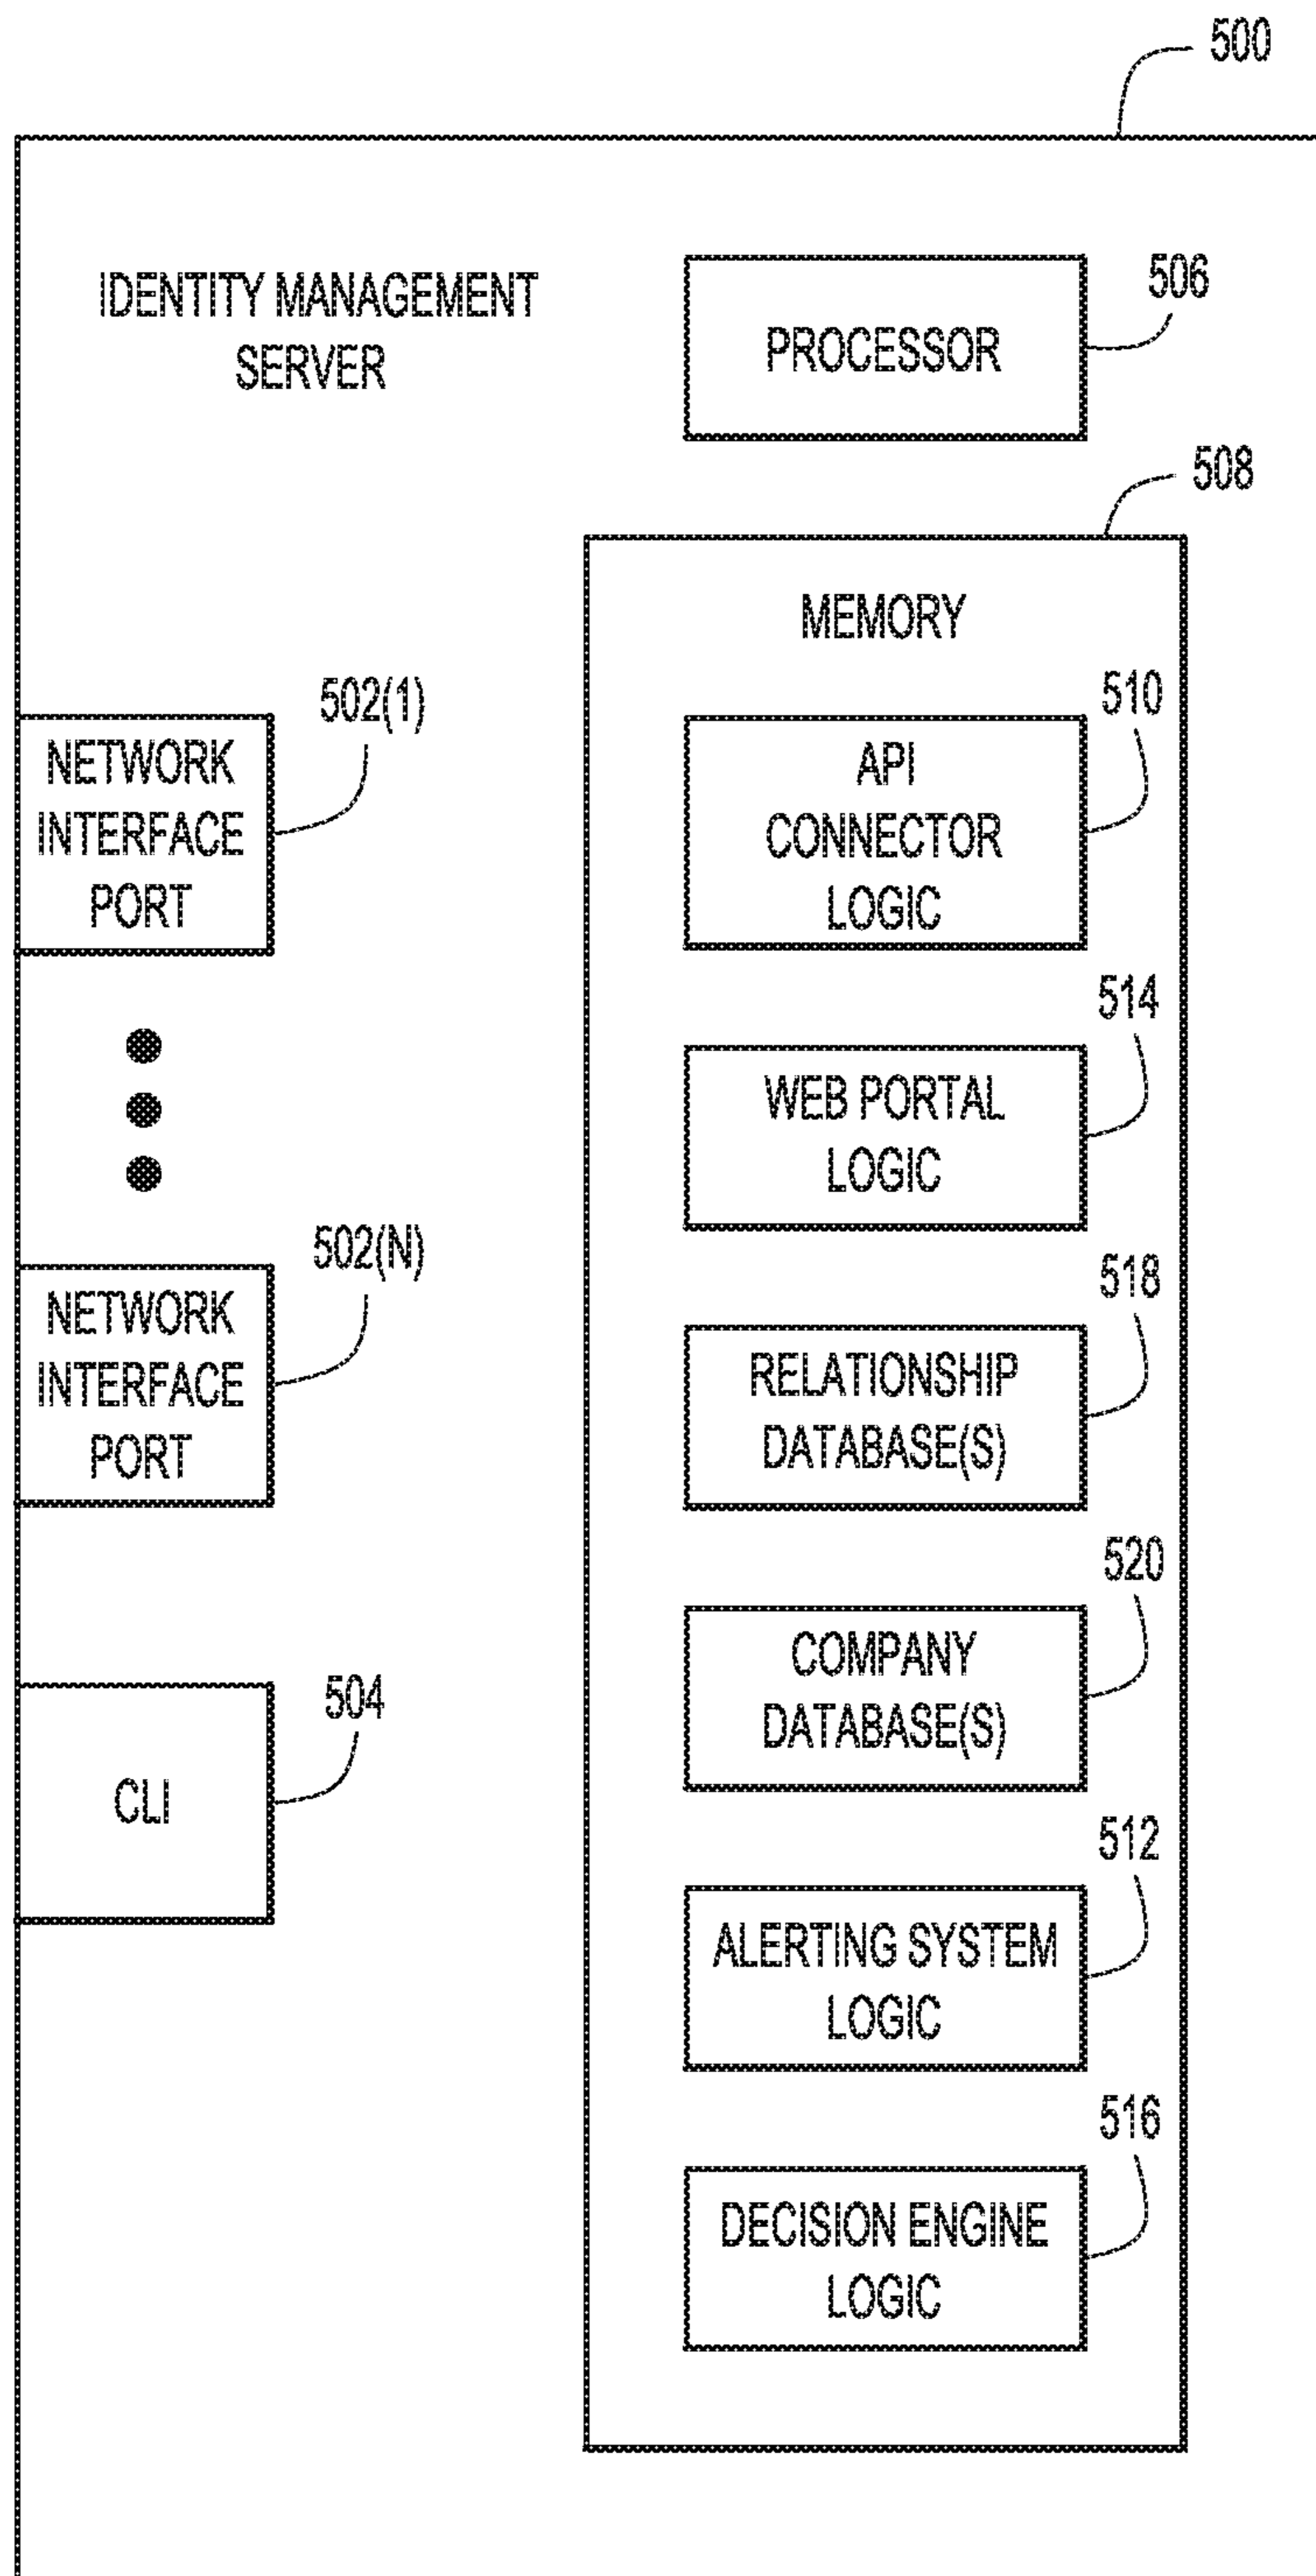 500
IDENTITY MANAGEMENT
SERVER
PROCESSOR
506
508
MEMORY
502(1)
NETWORK
INTERFACE
PORT
510
API
CONNECTOR
LOGIC
514
WEB PORTAL
LOGIC
502(N)
NETWORK
INTERFACE
PORT
518
RELATIONSHIP
DATABASE(S)
520
COMPANY
DATABASE(S)
504
CLI
512
ALERTING SYSTEM
LOGIC
516
DECISION ENGINE
LOGIC